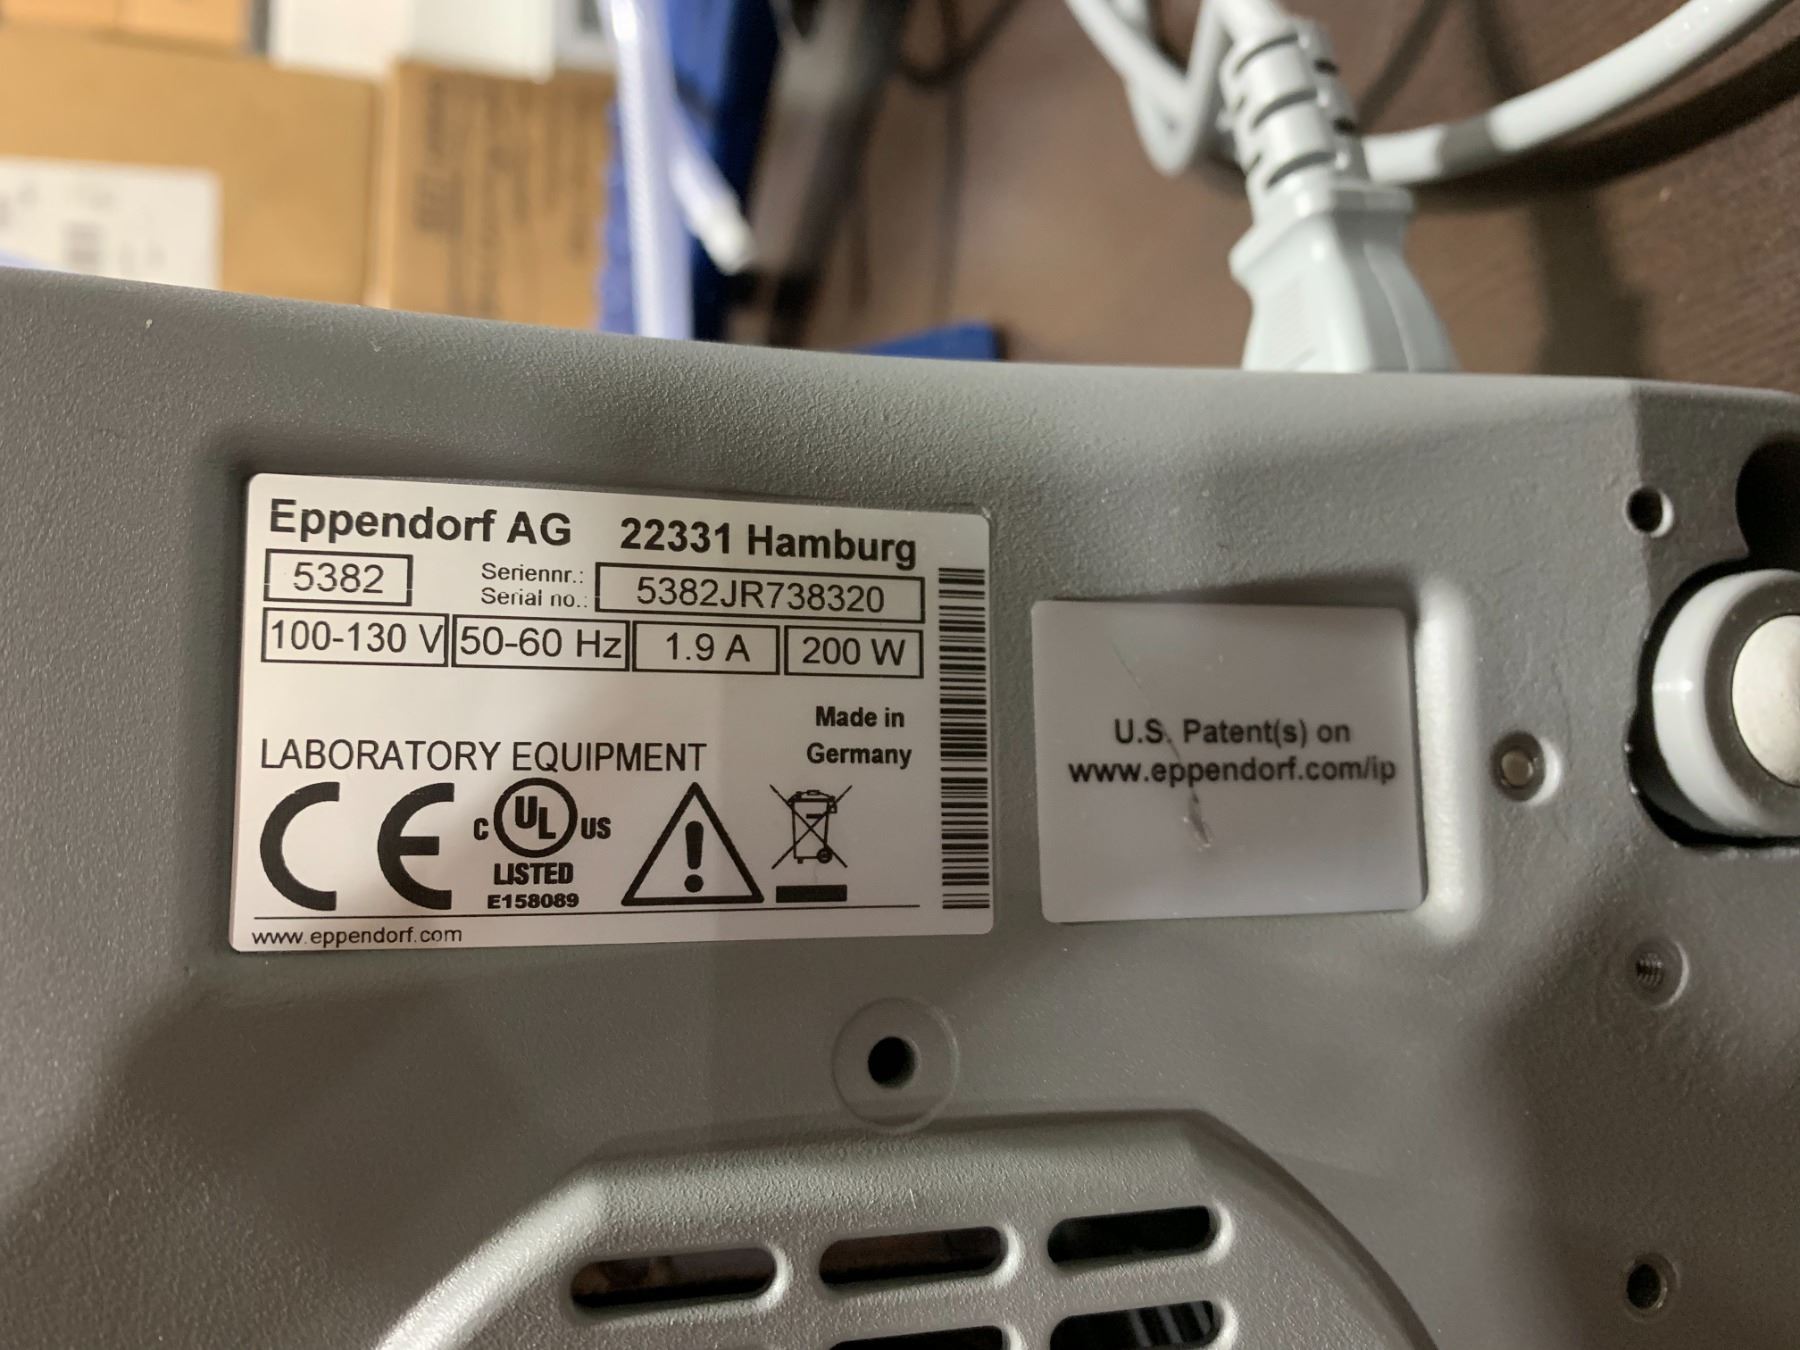 Eppendorf AG 22331 Hamburg
5382 Seriennr.: Serial no.: 5382JR738320
100-130 V 50-60 Hz 1.9 A 200 W
Made in
Germany
LABORATORY EQUIPMENT
CE C UL US
LISTED
E158089
www.eppendorf.com
U.S. Patent(s) on
www.eppendorf.com/ip